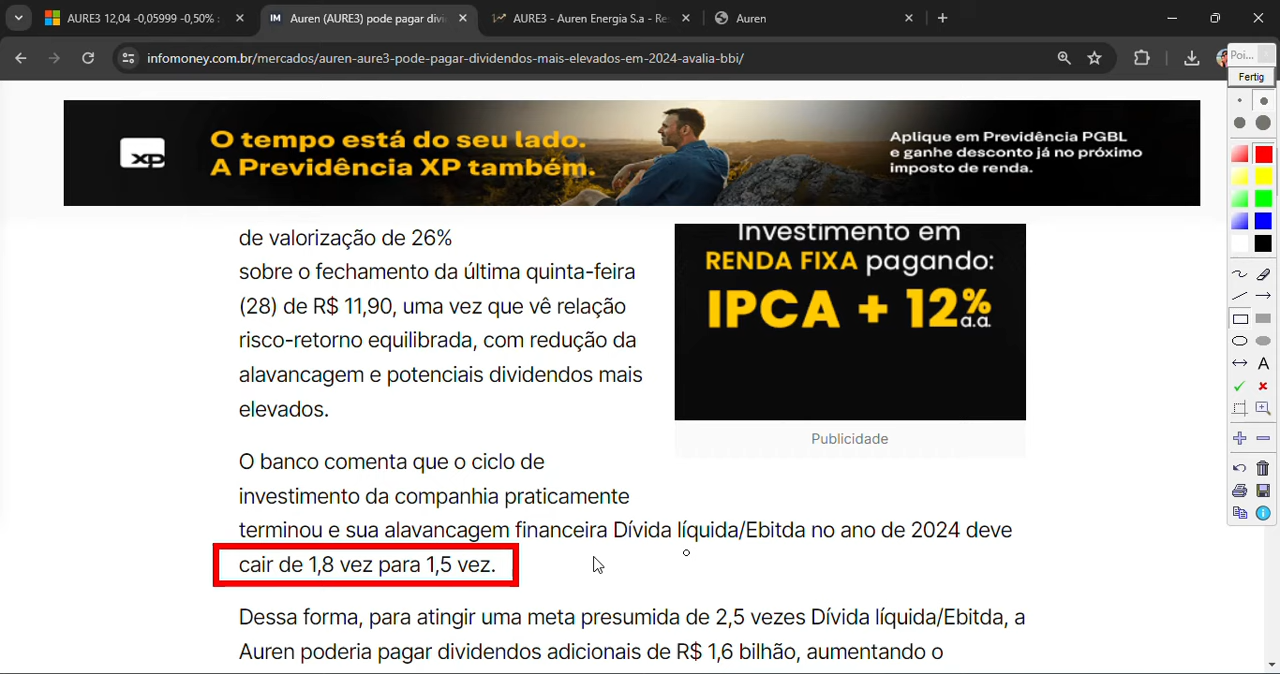 AURE3 12,04 -0,05999 -0,50% :
Auren (AURE3) pode pagar divi
AURE3 - Auren Energia S.a - Re
Auren
infomoney.com.br/mercados/auren-aure3-pode-pagar-dividendos-mais-elevados-em-2024-avalia-bbi/
Poi...
Fertig
xp
O tempo está do seu lado.
A Previdência XP também.
Aplique em Previdência PGBL
e ganhe desconto já no próximo
imposto de renda.
de valorização de 26%
sobre o fechamento da última quinta-feira
(28) de R$ 11,90, uma vez que vê relação
risco-retorno equilibrada, com redução da
alavancagem e potenciais dividendos mais
elevados.
Investimento em
RENDA FIXA pagando:
IPCA + 12% a.a.
Publicidade
O banco comenta que o ciclo de
investimento da companhia praticamente
terminou e sua alavancagem financeira Dívida líquida/Ebitda no ano de 2024 deve
cair de 1,8 vez para 1,5 vez.
Dessa forma, para atingir uma meta presumida de 2,5 vezes Dívida líquida/Ebitda, a
Auren poderia pagar dividendos adicionais de R$ 1,6 bilhão, aumentando o